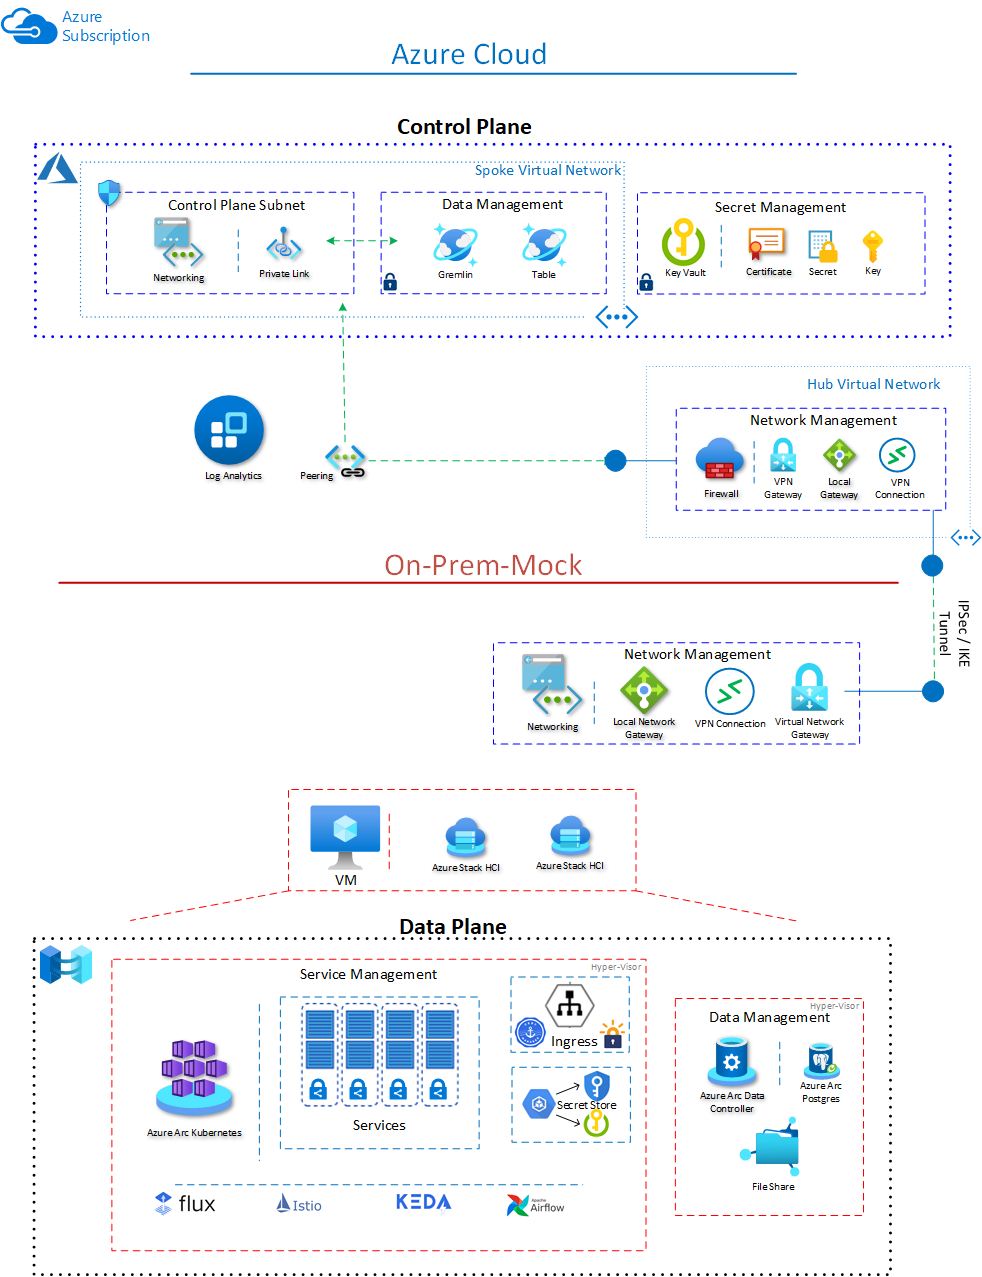 Azure
Subscription
Azure Cloud
Control Plane
Spoke Virtual Network
Control Plane Subnet
Networking
Private Link
Data Management
Gremlin
Table
Secret Management
Key Vault
Certificate
Secret
Key
Hub Virtual Network
Network Management
Firewall
VPN
Gateway
Local
Gateway
VPN
Connection
Log Analytics
Peering
On-Prem-Mock
IPSec / IKE
Tunnel
Network Management
Networking
Local Network
Gateway
VPN Connection
Virtual Network
Gateway
VM
Azure Stack HCI
Azure Stack HCI
Data Plane
Hyper-Visor
Service Management
Azure Arc Kubernetes
Services
Ingress
Secret Store
flux
Istio
KEDA
Apache
Airflow
Hyper-Visor
Data Management
Azure Arc Data
Controller
Azure Arc
Postgres
File Share